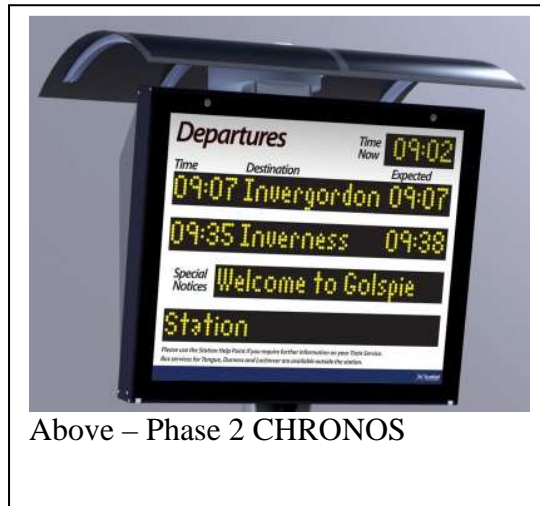 Departures Time Now 09:02
Time Destination Expected
09:07 Invergordon 09:07
09:35 Inverness 09:38
Special Notices Welcome to Golspie
Station
Please use the Station Help Point if you require further information on your Train Service.
Bus services for Tongue, Durness and Lochinver are available outside the station.
Above – Phase 2 CHRONOS